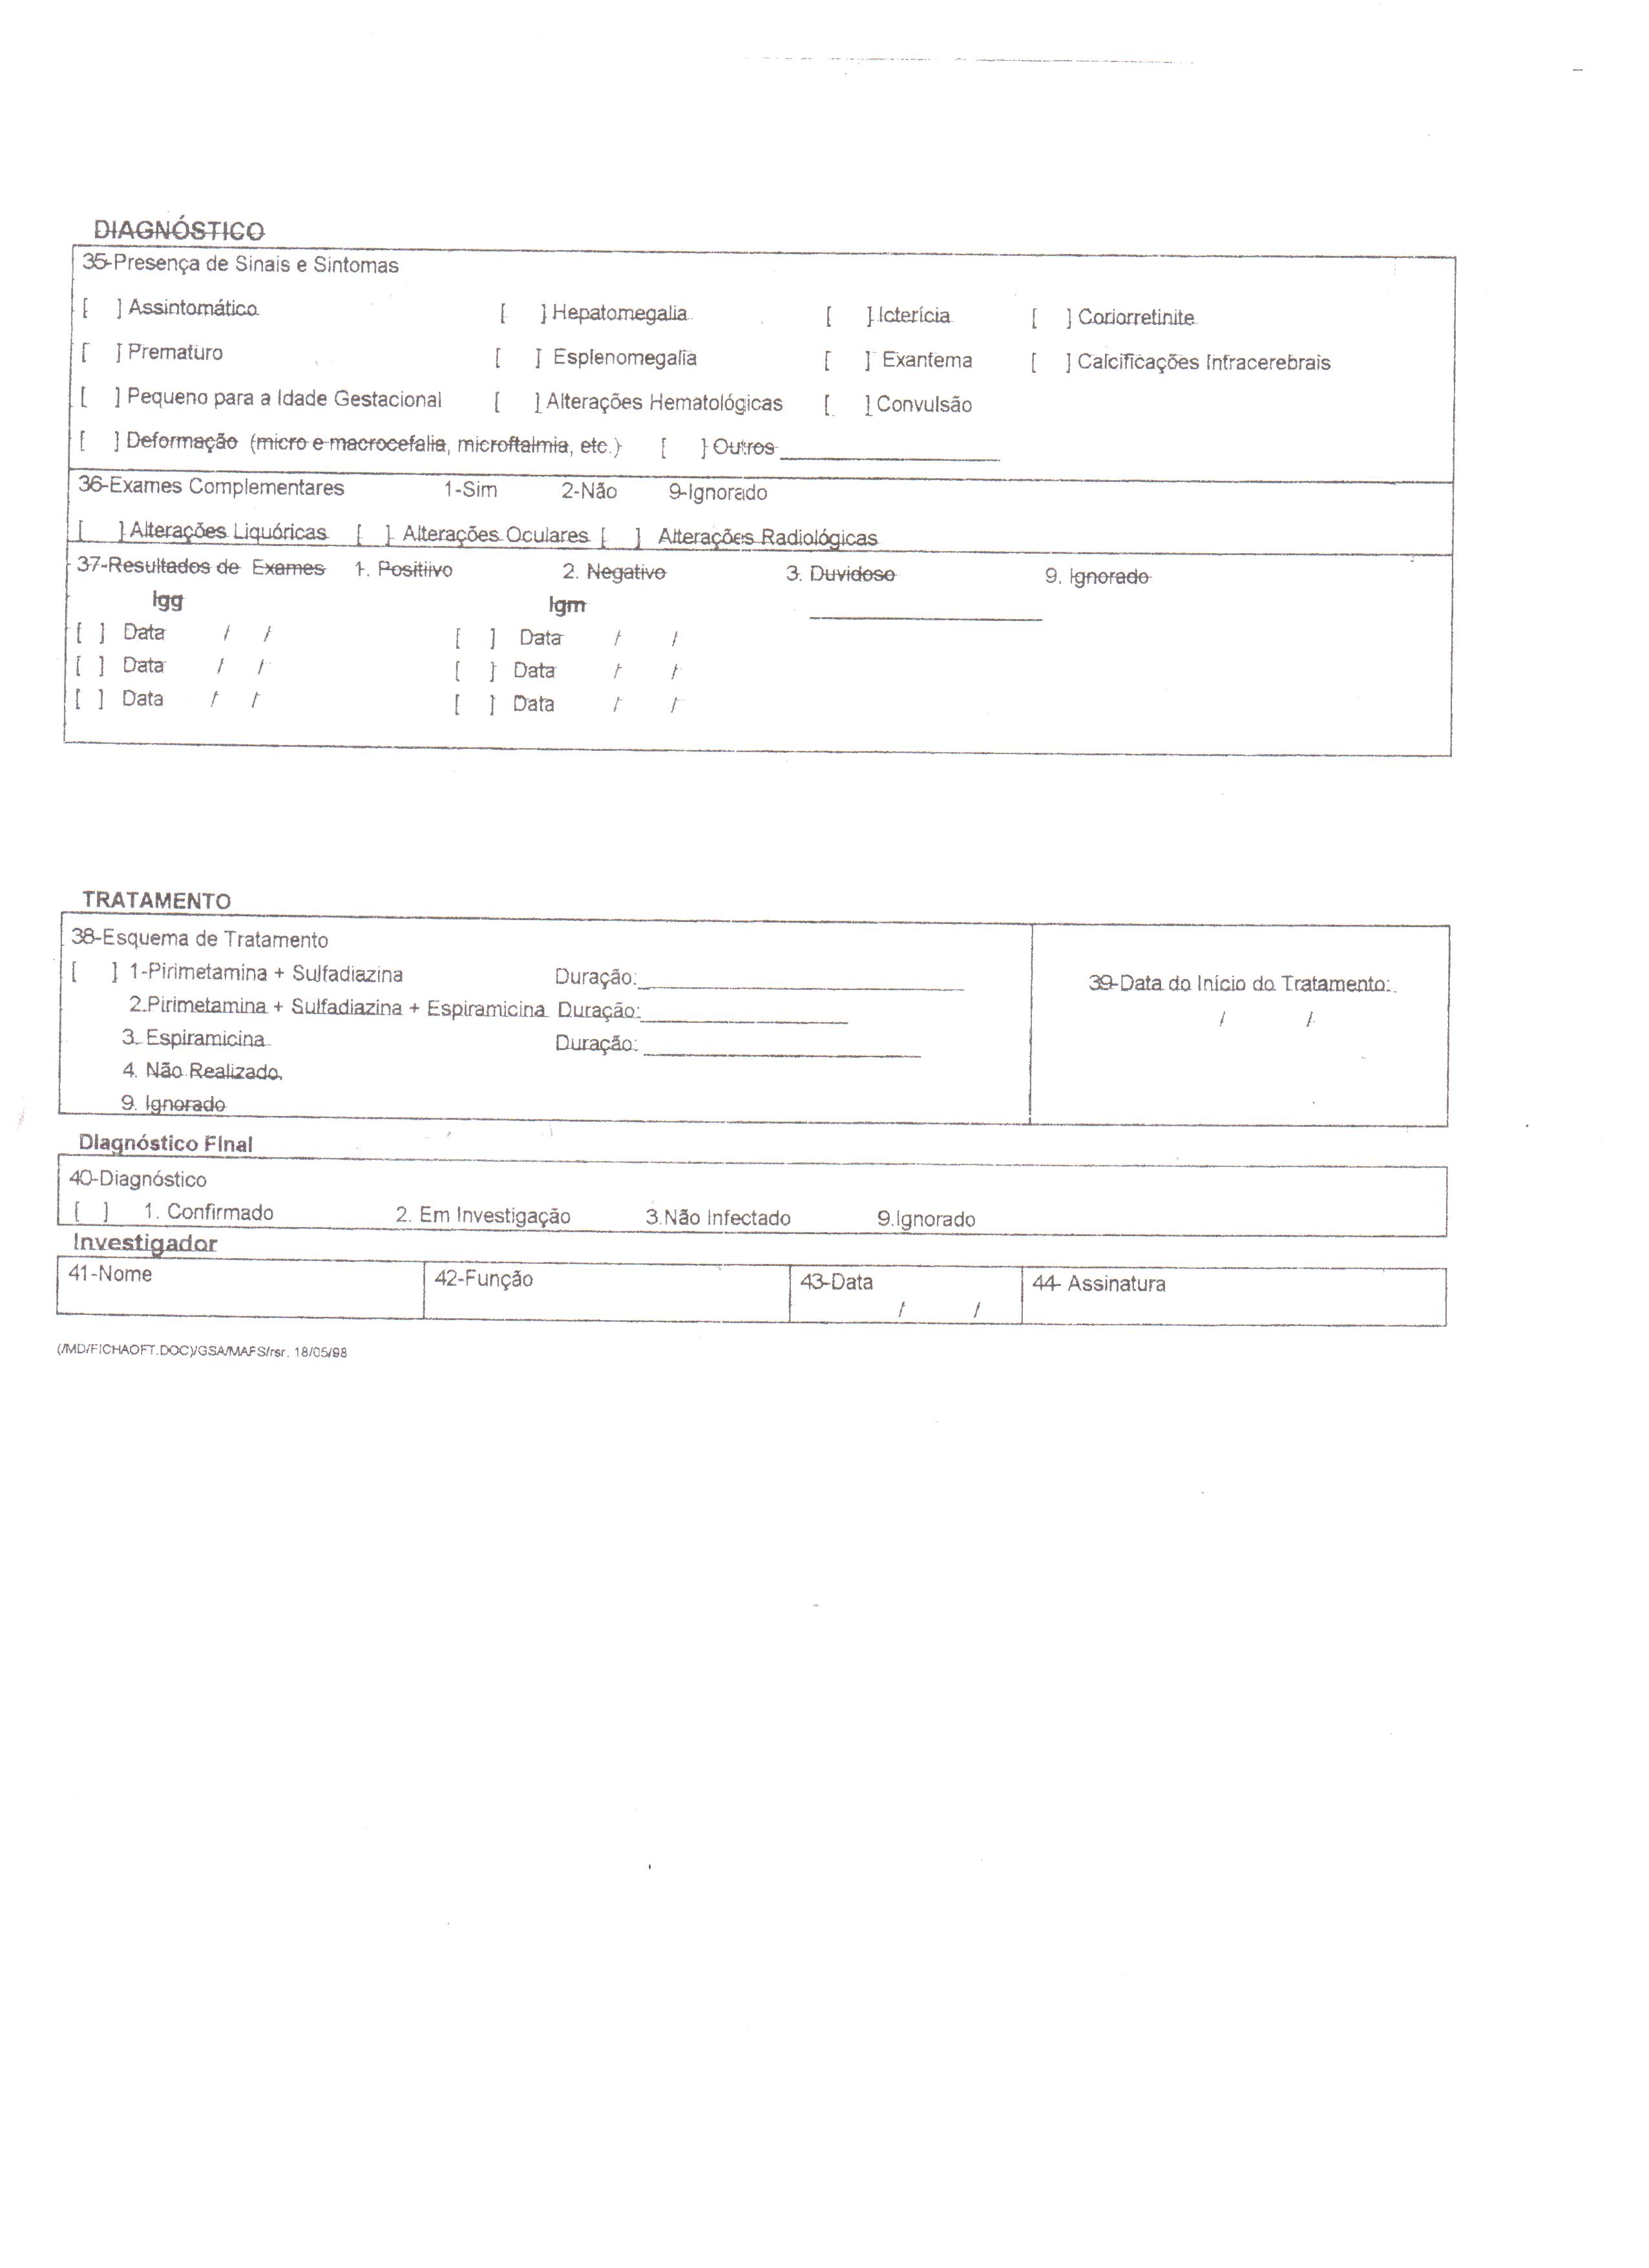 DIAGNÓSTICO
35-Presença de Sinais e Sintomas
[ ] Assintomático [ ] Hepatomegalia [ ] Icterícia [ ] Coriorretinite
[ ] Prematuro [ ] Esplenomegalia [ ] Exantema [ ] Calcificações Intracerebrais
[ ] Pequeno para a Idade Gestacional [ ] Alterações Hematológicas [ ] Convulsão
[ ] Deformação (micro e macrocefalia, microftalmia, etc.) [ ] Outros ____________________
36-Exames Complementares 1-Sim 2-Não 9-Ignorado
[ ] Alterações Liquóricas [ ] Alterações Oculares [ ] Alterações Radiológicas
37-Resultados de Exames 1. Positiivo 2. Negativo 3. Duvidoso 9. Ignorado
Igg Igm ____________________
[ ] Data / / [ ] Data / /
[ ] Data / / [ ] Data / /
[ ] Data / / [ ] Data / /
TRATAMENTO
38-Esquema de Tratamento
[ ] 1-Pirimetamina + Sulfadiazina Duração:____________________
2.Pirimetamina + Sulfadiazina + Espiramicina Duração:____________________
3. Espiramicina Duração: ____________________
4. Não Realizado.
9. Ignorado
39-Data do Início do Tratamento:
/ /
Diagnóstico Final
40-Diagnóstico
[ ] 1. Confirmado 2. Em Investigação 3.Não Infectado 9.Ignorado
Investigador
41-Nome 42-Função 43-Data 44- Assinatura
/ /
(/MD/FICHAOFT.DOC)/GSA/MAFS/rsr. 18/05/98